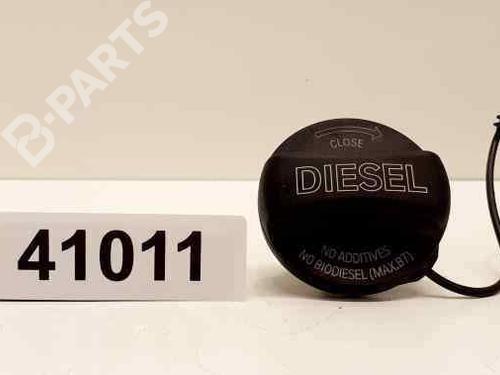 B-PARTS
CLOSE
DIESEL
NO ADDITIVES
NO BIODIESEL (MAX.B7)
41011